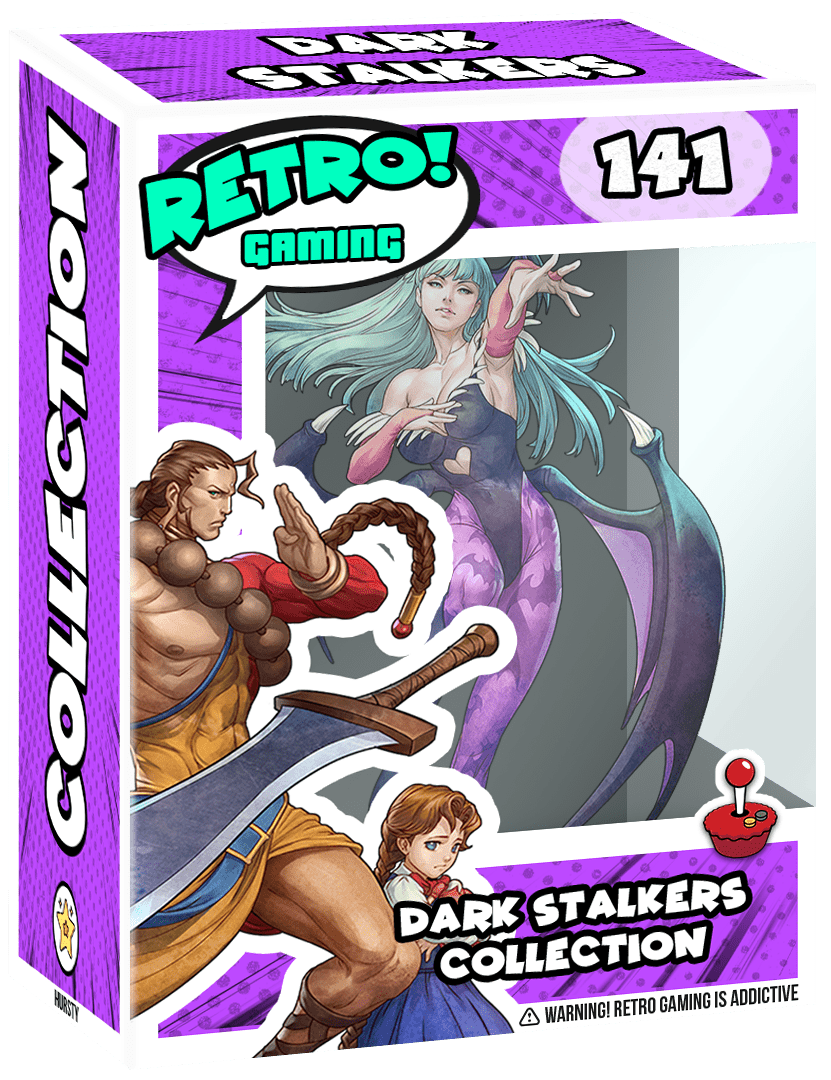 DARK
STALKERS
COLLECTION
HURSTY
RETRO!
GAMING
141
DARK STALKERS
COLLECTION
WARNING! RETRO GAMING IS ADDICTIVE